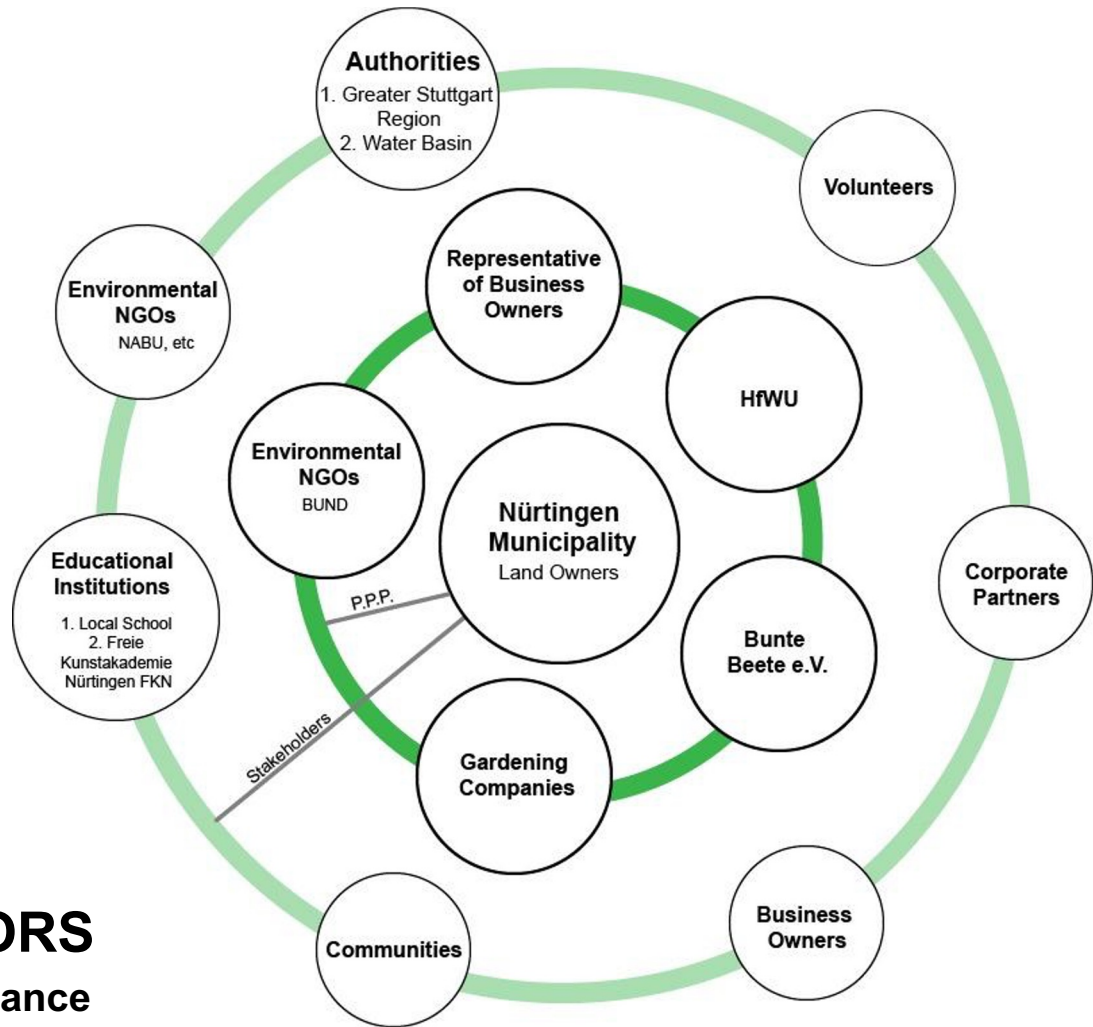 Authorities
1. Greater Stuttgart
Region
2. Water Basin
Volunteers
Representative
of Business
Owners
Environmental
NGOs
NABU, etc
HfWU
Environmental
NGOs
BUND
Nürtingen
Municipality
Land Owners
Educational
Institutions
1. Local School
2. Freie
Kunstakademie
Nürtingen FKN
P.P.P.
Corporate
Partners
Bunte
Beete e.V.
Stakeholders
Gardening
Companies
Business
Owners
Communities
ORS
ance